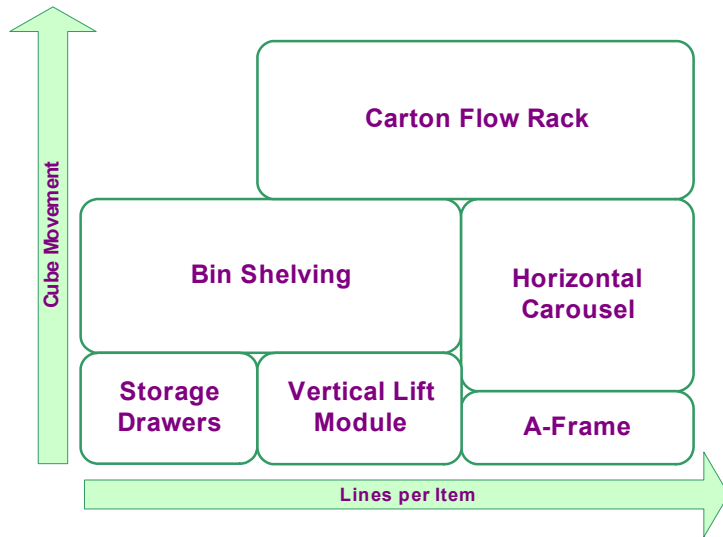 Cube Movement
Carton Flow Rack
Bin Shelving
Horizontal
Carousel
Storage
Drawers
Vertical Lift
Module
A-Frame
Lines per Item